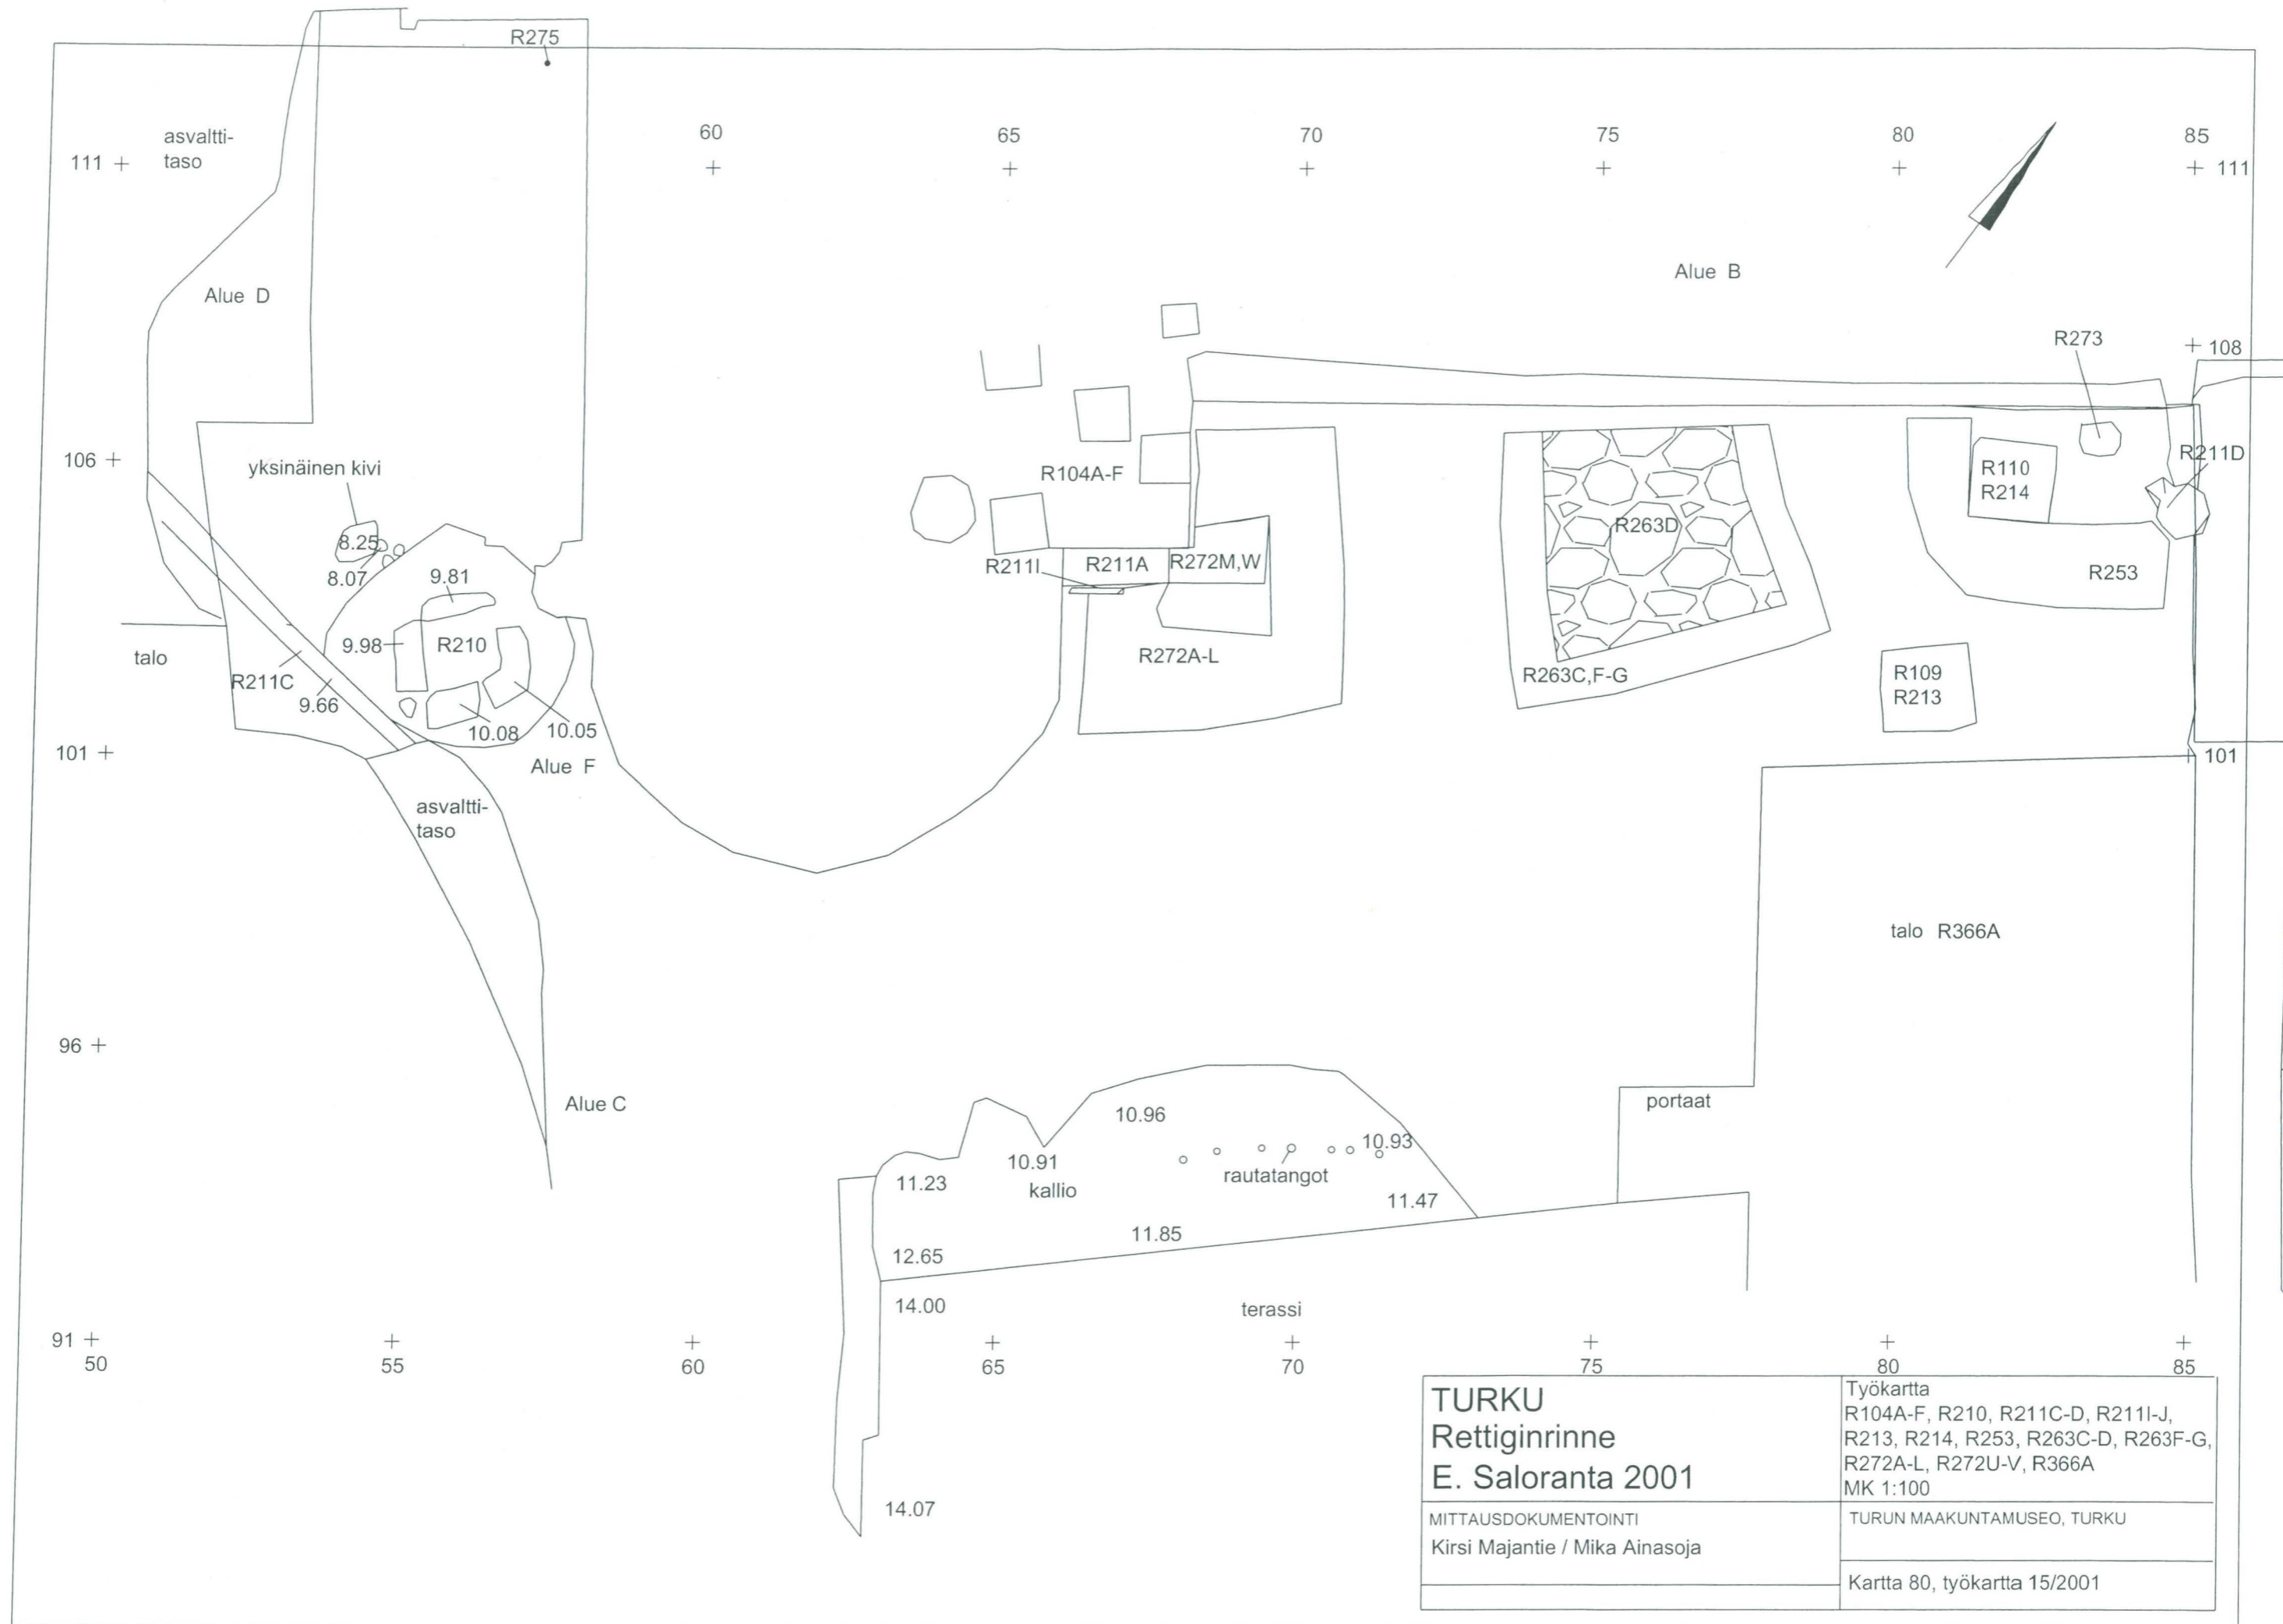 R275
60
65
70
75
80
85
111
111
asvaltti-
taso
Alue D
Alue B
R273
108
106
yksinäinen kivi
R104A-F
R110
R214
R211D
8.25
8.07
R263D
9.81
R211I
R211A
R272M,W
R253
9.98
R210
talo
R272A-L
R211C
9.66
R263C,F-G
R109
R213
10.08
10.05
101
Alue F
101
asvaltti-
taso
talo R366A
96
Alue C
10.96
portaat
10.93
10.91
rautatangot
11.23
kallio
11.47
11.85
12.65
14.00
terassi
91
50
55
60
65
70
75
80
85
14.07
TURKU
Rettiginrinne
E. Saloranta 2001
MITTAUSDOKUMENTOINTI
Kirsi Majantie / Mika Ainasoja
Työkartta
R104A-F, R210, R211C-D, R211I-J,
R213, R214, R253, R263C-D, R263F-G,
R272A-L, R272U-V, R366A
MK 1:100
TURUN MAAKUNTAMUSEO, TURKU
Kartta 80, työkartta 15/2001